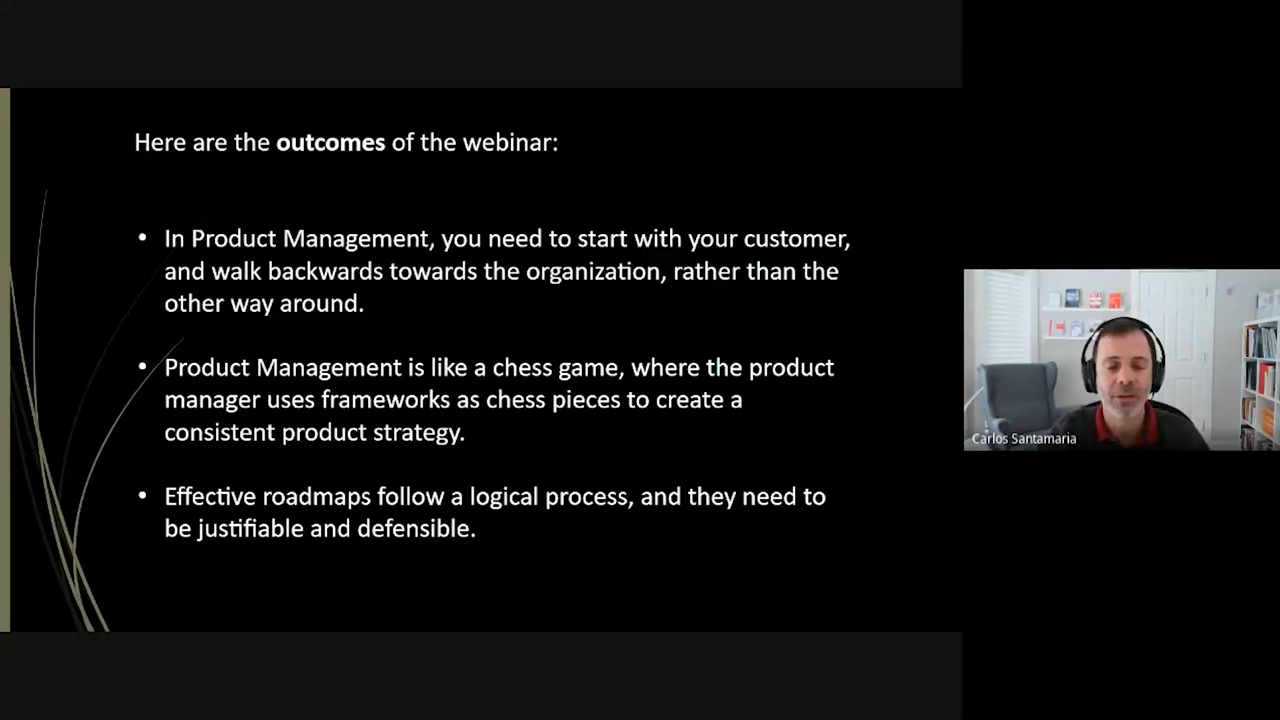 Here are the outcomes of the webinar:
• In Product Management, you need to start with your customer,
and walk backwards towards the organization, rather than the
other way around.
• Product Management is like a chess game, where the product
manager uses frameworks as chess pieces to create a
consistent product strategy.
• Effective roadmaps follow a logical process, and they need to
be justifiable and defensible.
Carlos Santamaria